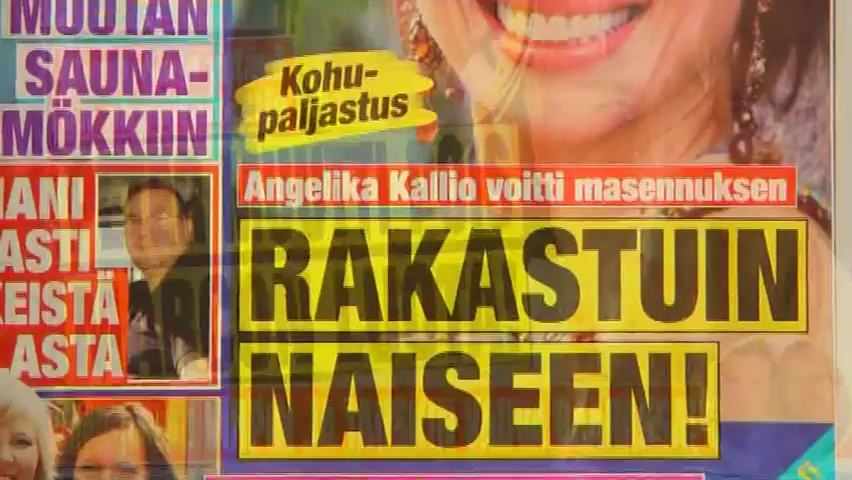 MUUTAN
SAUNA-
MÖKKIIN
Kohu-
paljastus
Angelika Kallio voitti masennuksen
RAKASTUIN
NAISEEN!